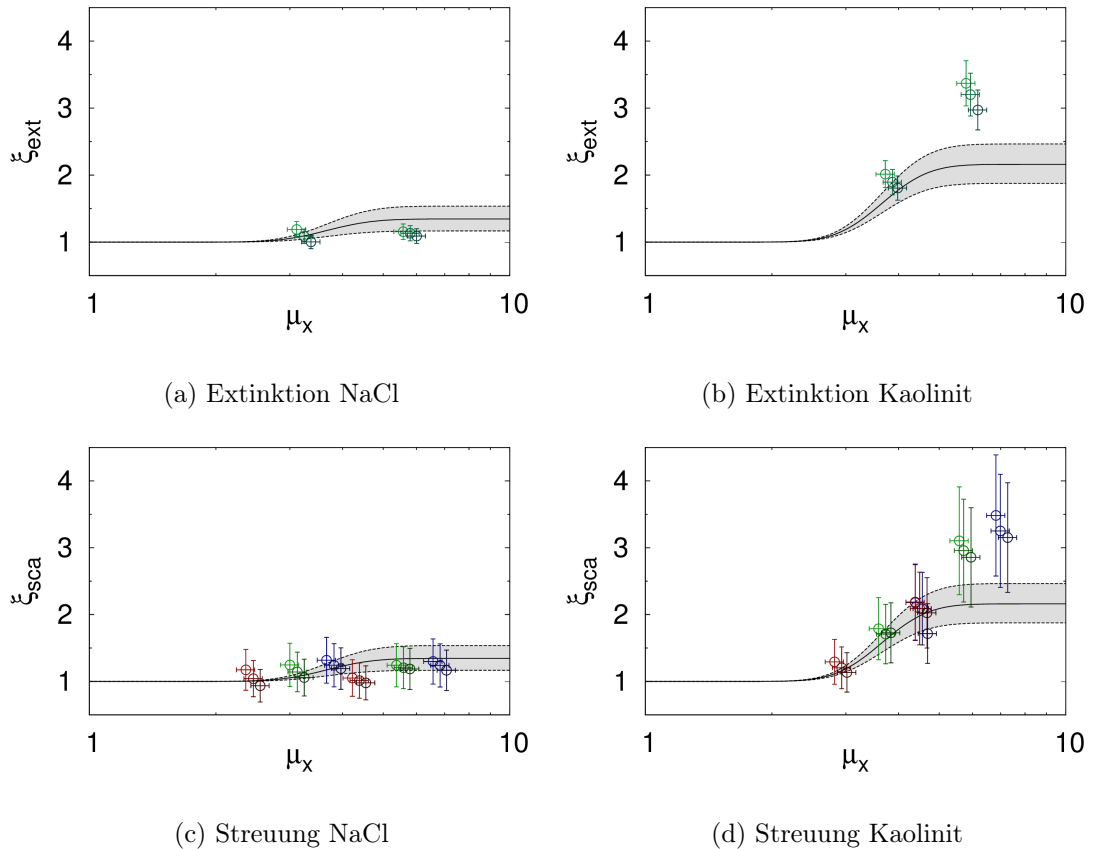 4
3
2
1
ξext
1
10
μx
(a) Extinktion NaCl
4
3
2
1
ξext
1
10
μx
(b) Extinktion Kaolinit
4
3
2
1
ξsca
1
10
μx
(c) Streuung NaCl
4
3
2
1
ξsca
1
10
μx
(d) Streuung Kaolinit